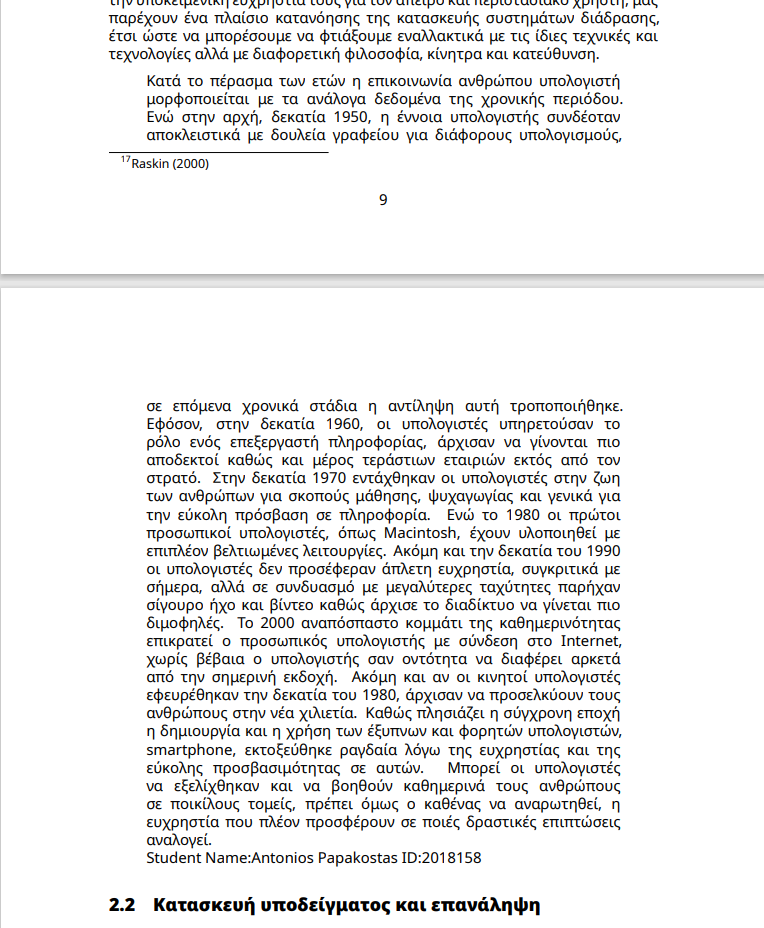 την υποκειμενική ευχρηστία τους για τον άπειρο και περιστασιακό χρήστη, μας
παρέχουν ένα πλαίσιο κατανόησης της κατασκευής συστημάτων διάδρασης,
έτσι ώστε να μπορέσουμε να φτιάξουμε εναλλακτικά με τις ίδιες τεχνικές και
τεχνολογίες αλλά με διαφορετική φιλοσοφία, κίνητρα και κατεύθυνση.
Κατά το πέρασμα των ετών η επικοινωνία ανθρώπου υπολογιστή
μορφοποιείται με τα ανάλογα δεδομένα της χρονικής περιόδου.
Ενώ στην αρχή, δεκατία 1950, η έννοια υπολογιστής συνδέοταν
αποκλειστικά με δουλεία γραφείου για διάφορους υπολογισμούς,
17Raskin (2000)
9
σε επόμενα χρονικά στάδια η αντίληψη αυτή τροποποιήθηκε.
Εφόσον, στην δεκατία 1960, οι υπολογιστές υπηρετούσαν το
ρόλο ενός επεξεργαστή πληροφορίας, άρχισαν να γίνονται πιο
αποδεκτοί καθώς και μέρος τεράστιων εταιριών εκτός από τον
στρατό. Στην δεκατία 1970 εντάχθηκαν οι υπολογιστές στην ζωη
των ανθρώπων για σκοπούς μάθησης, ψυχαγωγίας και γενικά για
την εύκολη πρόσβαση σε πληροφορία. Ενώ το 1980 οι πρώτοι
προσωπικοί υπολογιστές, όπως Macintosh, έχουν υλοποιηθεί με
επιπλέον βελτιωμένες λειτουργίες. Ακόμη και την δεκατία του 1990
οι υπολογιστές δεν προσέφεραν άπλετη ευχρηστία, συγκριτικά με
σήμερα, αλλά σε συνδυασμό με μεγαλύτερες ταχύτητες παρήχαν
σίγουρο ήχο και βίντεο καθώς άρχισε το διαδίκτυο να γίνεται πιο
διμοφηλές. Το 2000 αναπόσπαστο κομμάτι της καθημερινότητας
επικρατεί ο προσωπικός υπολογιστής με σύνδεση στο Internet,
χωρίς βέβαια ο υπολογιστής σαν οντότητα να διαφέρει αρκετά
από την σημερινή εκδοχή. Ακόμη και αν οι κινητοί υπολογιστές
εφευρέθηκαν την δεκατία του 1980, άρχισαν να προσελκύουν τους
ανθρώπους στην νέα χιλιετία. Καθώς πλησιάζει η σύγχρονη εποχή
η δημιουργία και η χρήση των έξυπνων και φορητών υπολογιστών,
smartphone, εκτοξεύθηκε ραγδαία λόγω της ευχρηστίας και της
εύκολης προσβασιμότητας σε αυτών. Μπορεί οι υπολογιστές
να εξελίχθηκαν και να βοηθούν καθημερινά τους ανθρώπους
σε ποικίλους τομείς, πρέπει όμως ο καθένας να αναρωτηθεί, η
ευχρηστία που πλέον προσφέρουν σε ποιές δραστικές επιπτώσεις
αναλογεί.
Student Name:Antonios Papakostas ID:2018158
2.2 Κατασκευή υποδείγματος και επανάληψη